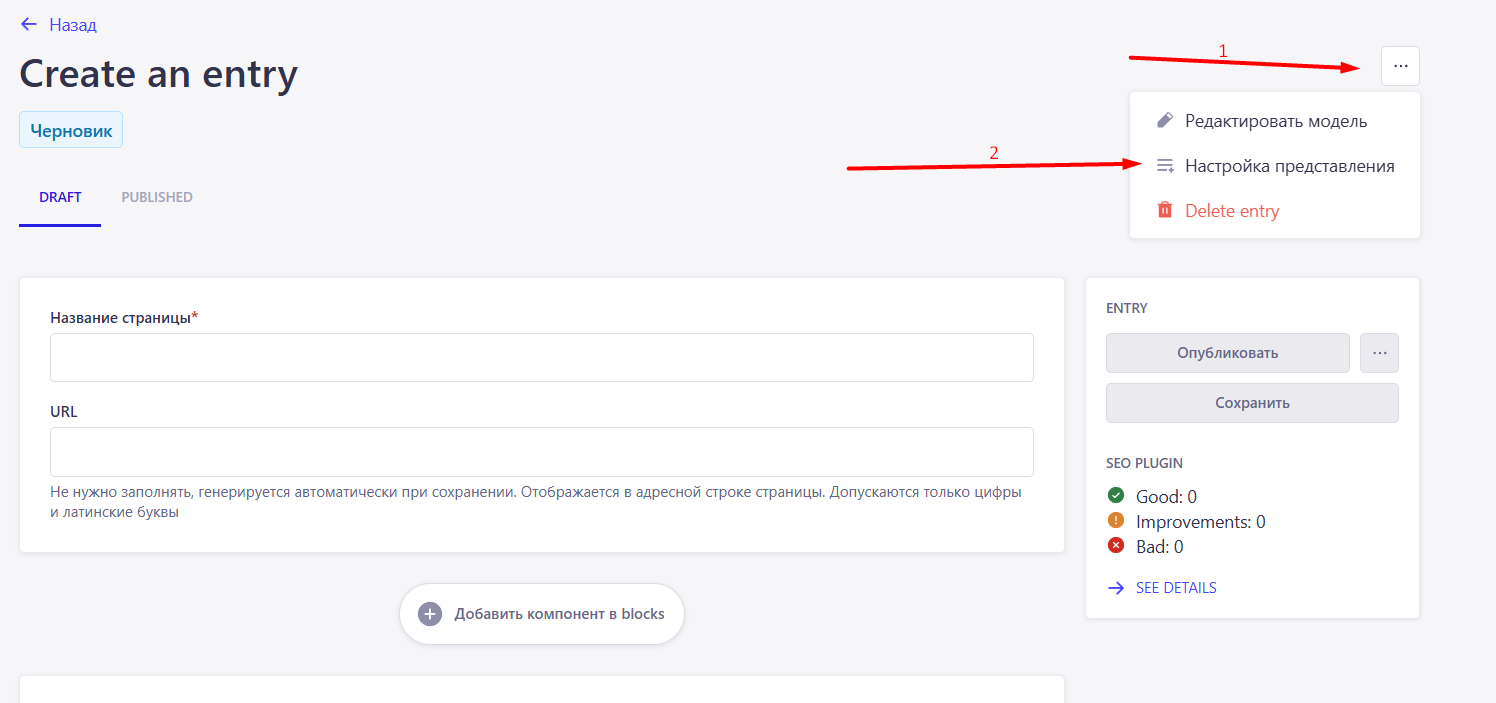 Назад
Create an entry
Черновик
DRAFT
PUBLISHED
1
...
Редактировать модель
2
Настройка представления
Delete entry
Название страницы*
URL
Не нужно заполнять, генерируется автоматически при сохранении. Отображается в адресной строке страницы. Допускаются только цифры
и латинские буквы
Добавить компонент в blocks
ENTRY
Опубликовать
...
Сохранить
SEO PLUGIN
Good: 0
Improvements: 0
Bad: 0
SEE DETAILS